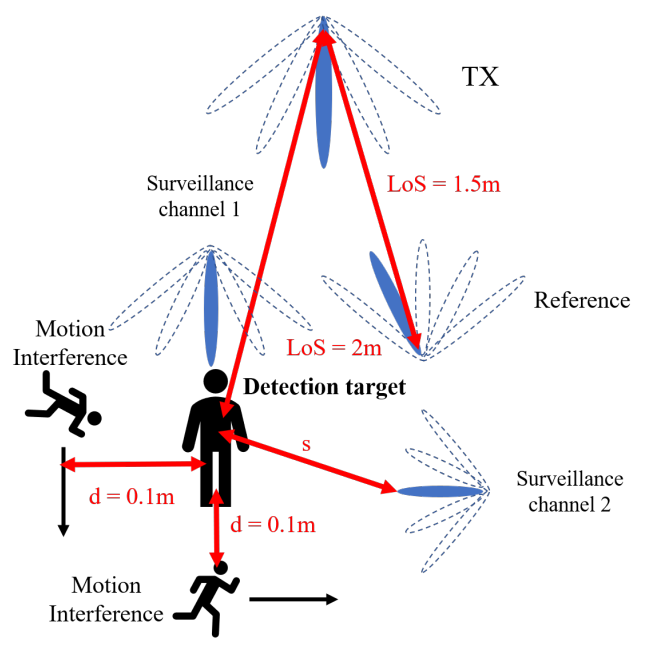 TX
Surveillance
channel 1
LoS = 1.5m
Reference
Motion
Interference
LoS = 2m
Detection target
s
Surveillance
channel 2
d = 0.1m
d = 0.1m
Motion
Interference